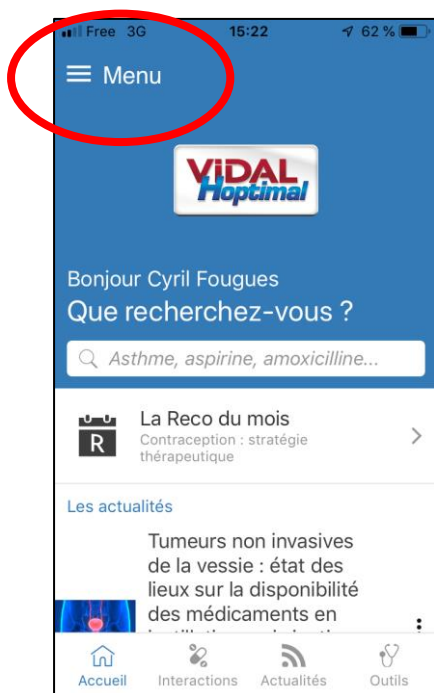 Free 3G 15:22 62 %
Menu
ViDAL
Hoptimal
Bonjour Cyril Fougues
Que recherchez-vous ?
Asthme, aspirine, amoxicilline...
R
La Reco du mois
Contraception : stratégie
thérapeutique
Les actualités
Tumeurs non invasives
de la vessie : état des
lieux sur la disponibilité
des médicaments en
Accueil Interactions Actualités Outils